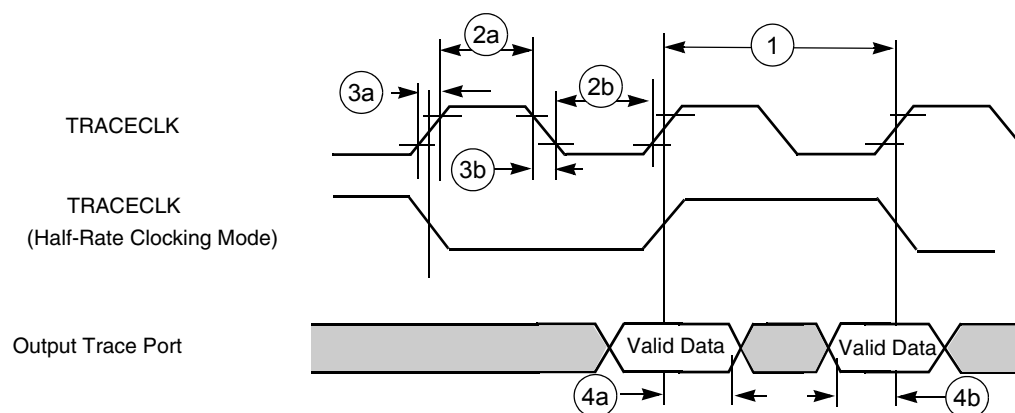 2a
1
3a
2b
TRACECLK
3b
TRACECLK
(Half-Rate Clocking Mode)
Output Trace Port
Valid Data
Valid Data
4a
4b